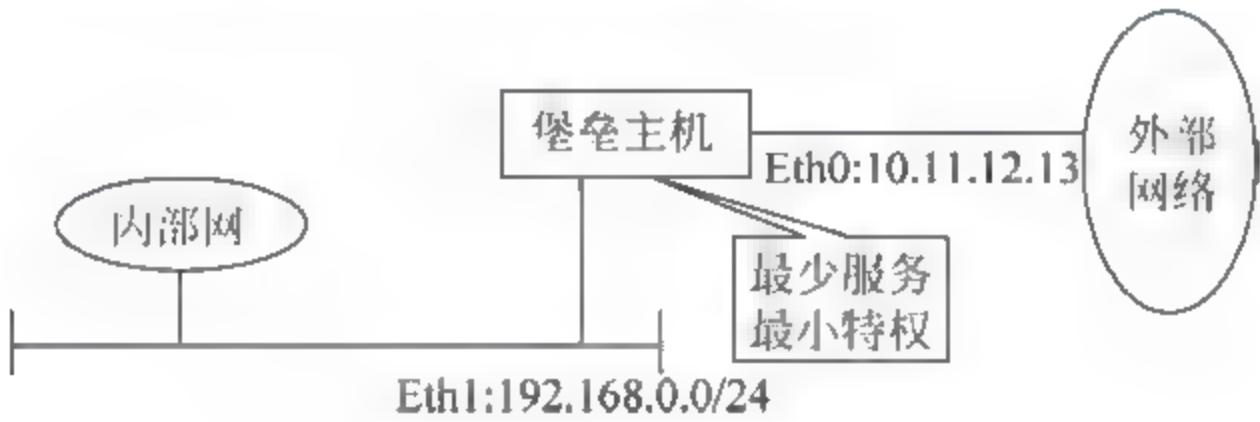 堡垒主机
外部
网络
Eth0:10.11.12.13
内部网
最少服务
最小特权
Eth1:192.168.0.0/24